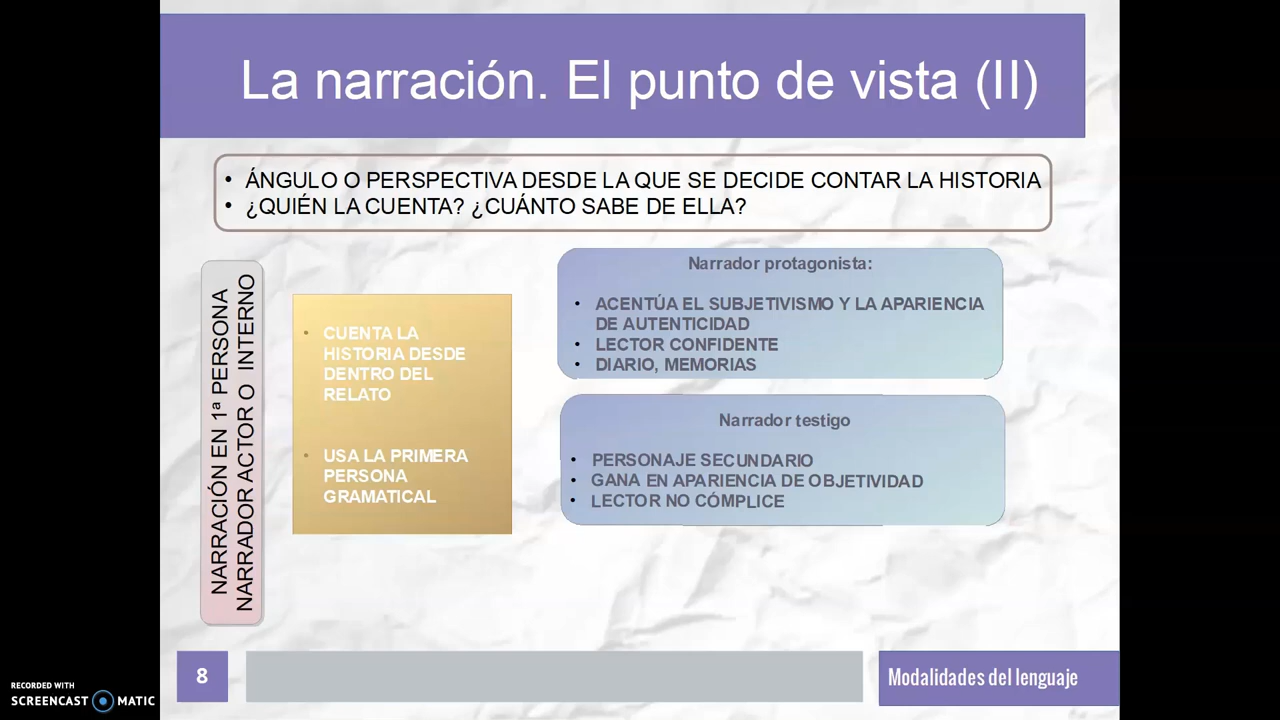 La narración. El punto de vista (II)
• ÁNGULO O PERSPECTIVA DESDE LA QUE SE DECIDE CONTAR LA HISTORIA
• ¿QUIÉN LA CUENTA? ¿CUÁNTO SABE DE ELLA?
NARRACIÓN EN 1ª PERSONA
NARRADOR ACTOR O INTERNO
• CUENTA LA
HISTORIA DESDE
DENTRO DEL
RELATO
• USA LA PRIMERA
PERSONA
GRAMATICAL
Narrador protagonista:
• ACENTÚA EL SUBJETIVISMO Y LA APARIENCIA
DE AUTENTICIDAD
• LECTOR CONFIDENTE
• DIARIO, MEMORIAS
Narrador testigo
• PERSONAJE SECUNDARIO
• GANA EN APARIENCIA DE OBJETIVIDAD
• LECTOR NO CÓMPLICE
8
Modalidades del lenguaje
RECORDED WITH
SCREENCAST MATIC